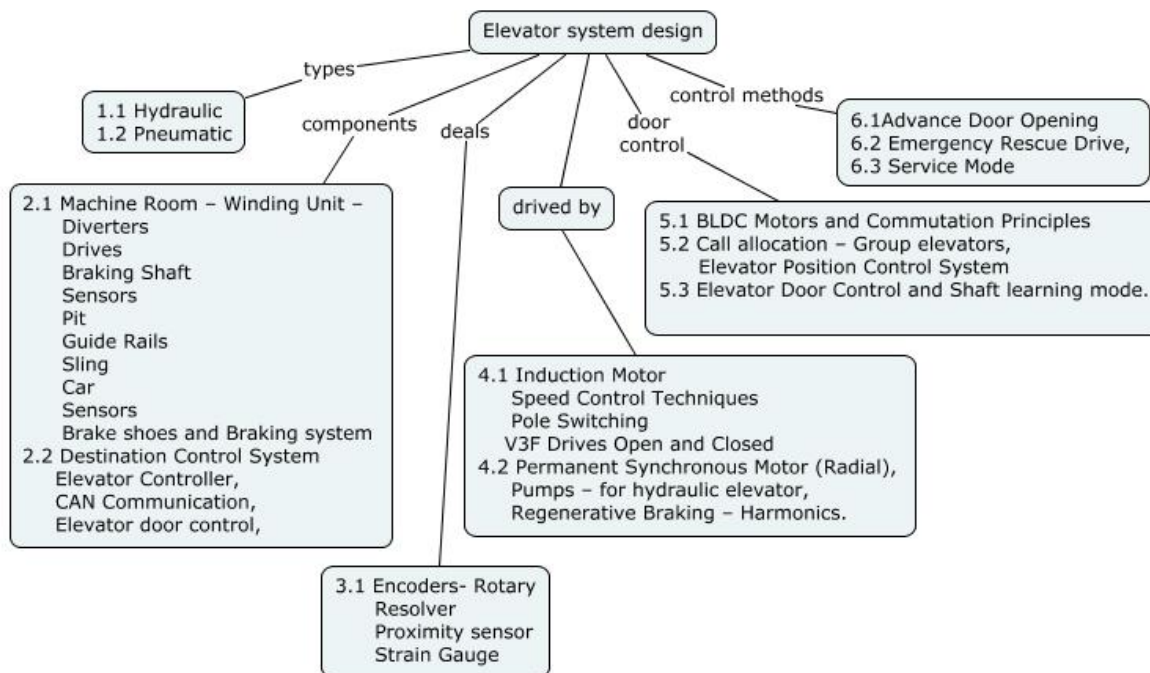 Elevator system design
types
1.1 Hydraulic
1.2 Pneumatic
components
2.1 Machine Room – Winding Unit –
Diverters
Drives
Braking Shaft
Sensors
Pit
Guide Rails
Sling
Car
Sensors
Brake shoes and Braking system
2.2 Destination Control System
Elevator Controller,
CAN Communication,
Elevator door control,
deals
3.1 Encoders- Rotary
Resolver
Proximity sensor
Strain Gauge
drived by
4.1 Induction Motor
Speed Control Techniques
Pole Switching
V3F Drives Open and Closed
4.2 Permanent Synchronous Motor (Radial),
Pumps – for hydraulic elevator,
Regenerative Braking – Harmonics.
door
control
5.1 BLDC Motors and Commutation Principles
5.2 Call allocation – Group elevators,
Elevator Position Control System
5.3 Elevator Door Control and Shaft learning mode.
control methods
6.1Advance Door Opening
6.2 Emergency Rescue Drive,
6.3 Service Mode